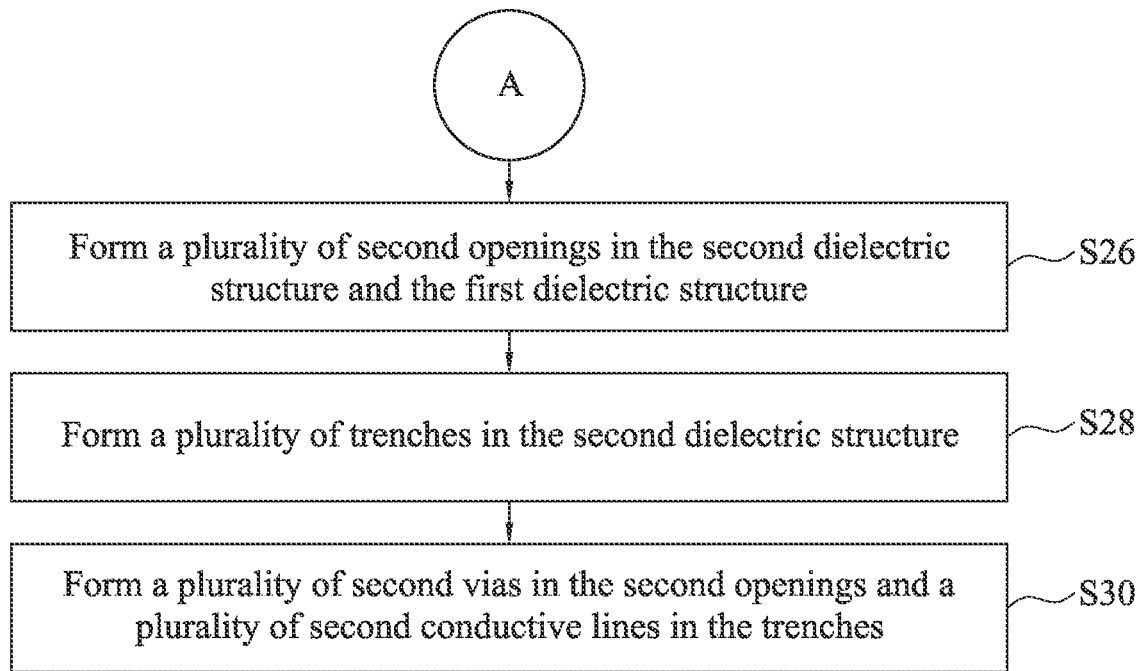 A
Form a plurality of second openings in the second dielectric
structure and the first dielectric structure
S26
Form a plurality of trenches in the second dielectric structure
S28
Form a plurality of second vias in the second openings and a
plurality of second conductive lines in the trenches
S30